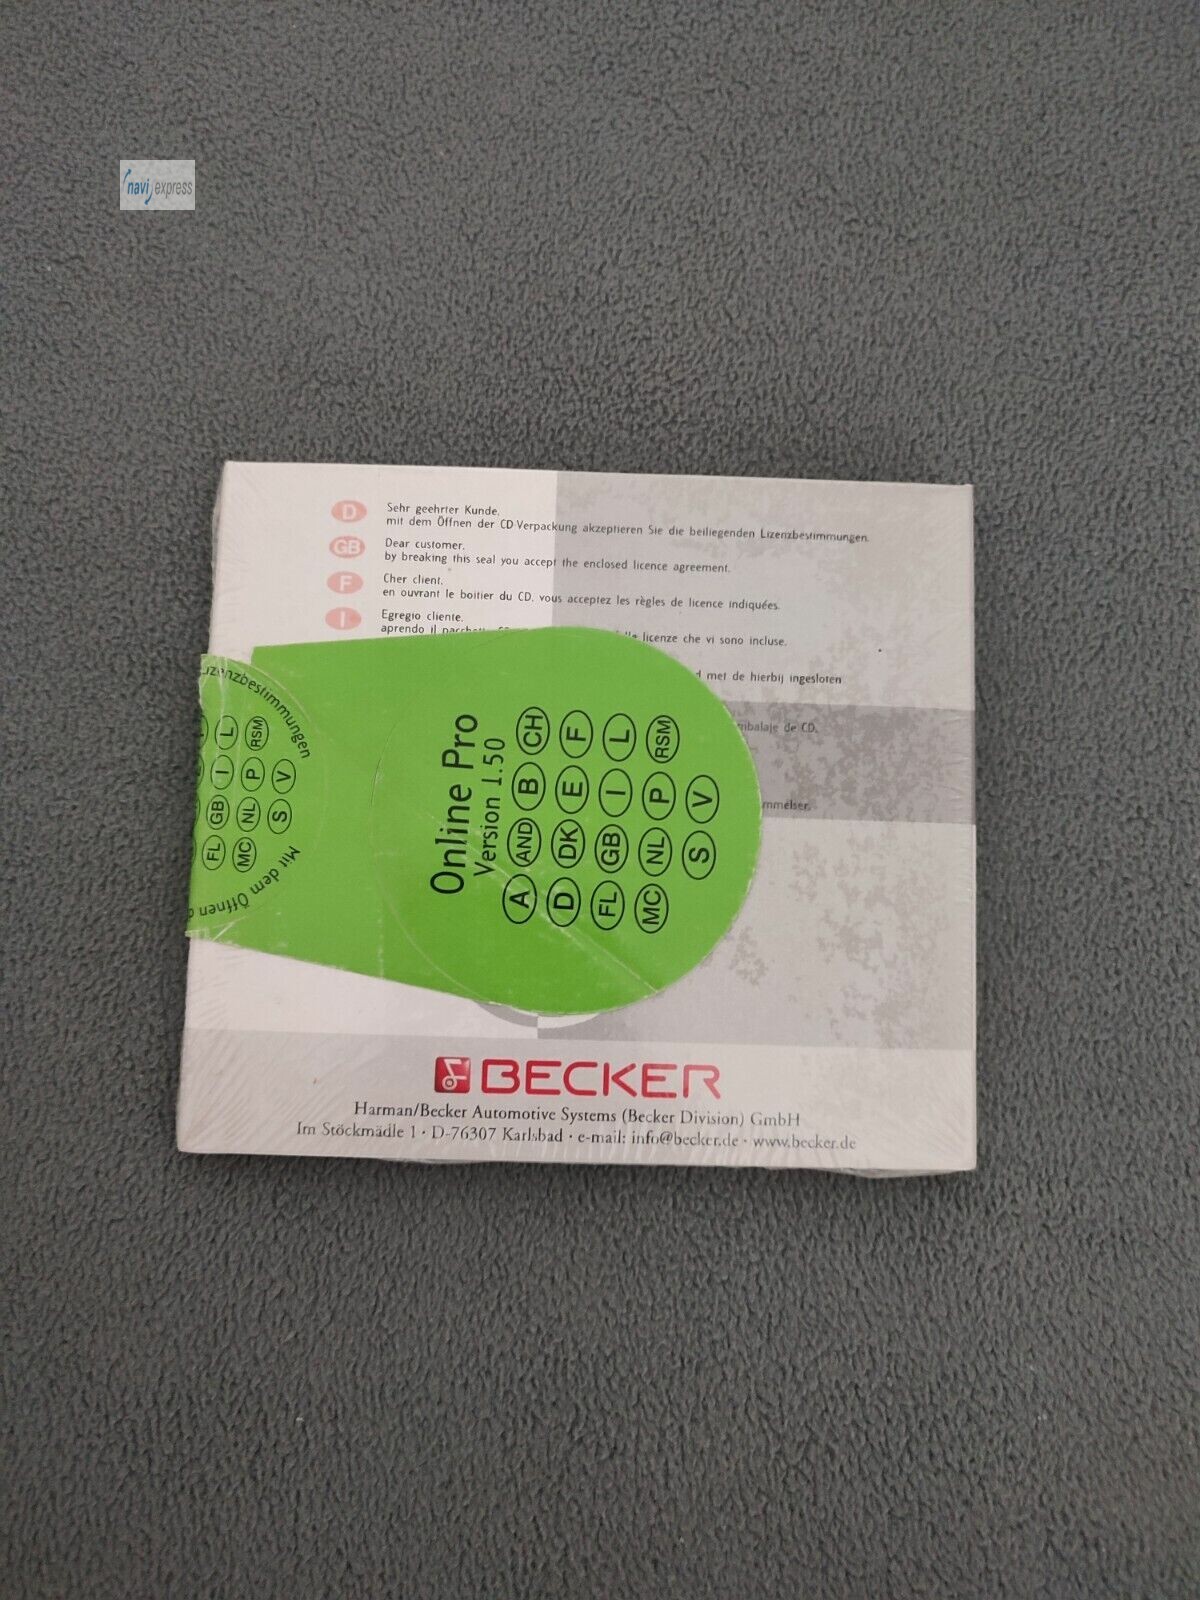 navi express
D Sehr geehrter Kunde,
mit dem Öffnen der CD-Verpackung akzeptieren Sie die beiliegenden Lizenzbestimmungen.
GB Dear customer,
by breaking this seal you accept the enclosed licence agreement.
F Cher client,
en ouvrant le boitier du CD, vous acceptez les règles de licence indiquées.
I Egregio cliente,
aprendo il licenze che vi sono incluse.
met de hierbij ingesloten
de CD.
Lizenzbestimmungen
L RSM
I P V
GB NL S
FL MC
Mit dem Öffnen
Online Pro
Version 1.50
A AND B CH
D DK E F
FL GB I L
MC NL P RSM
S V
BECKER
Harman/Becker Automotive Systems (Becker Division) GmbH
Im Stöckmädle 1 · D-76307 Karlsbad · e-mail: info@becker.de · www.becker.de